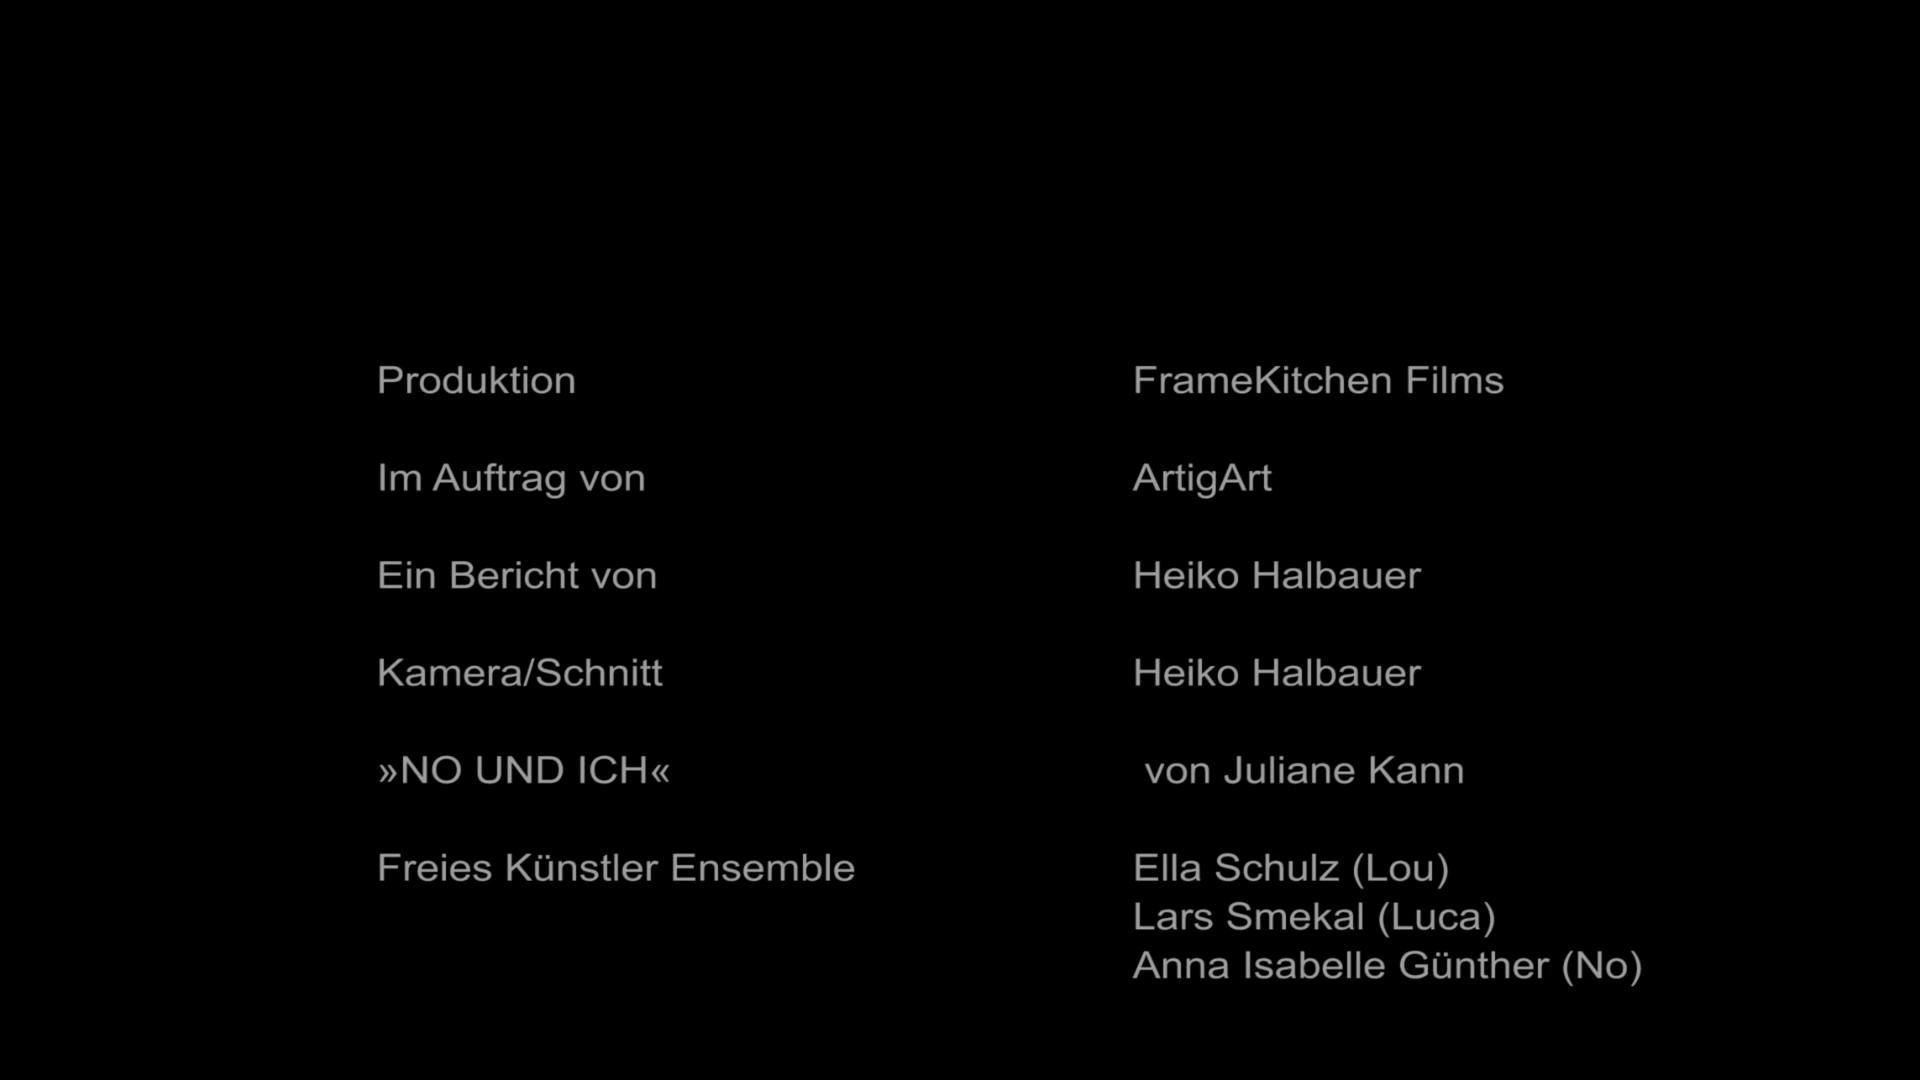 Produktion FrameKitchen Films
Im Auftrag von ArtigArt
Ein Bericht von Heiko Halbauer
Kamera/Schnitt Heiko Halbauer
»NO UND ICH« von Juliane Kann
Freies Künstler Ensemble Ella Schulz (Lou)
Lars Smekal (Luca)
Anna Isabelle Günther (No)